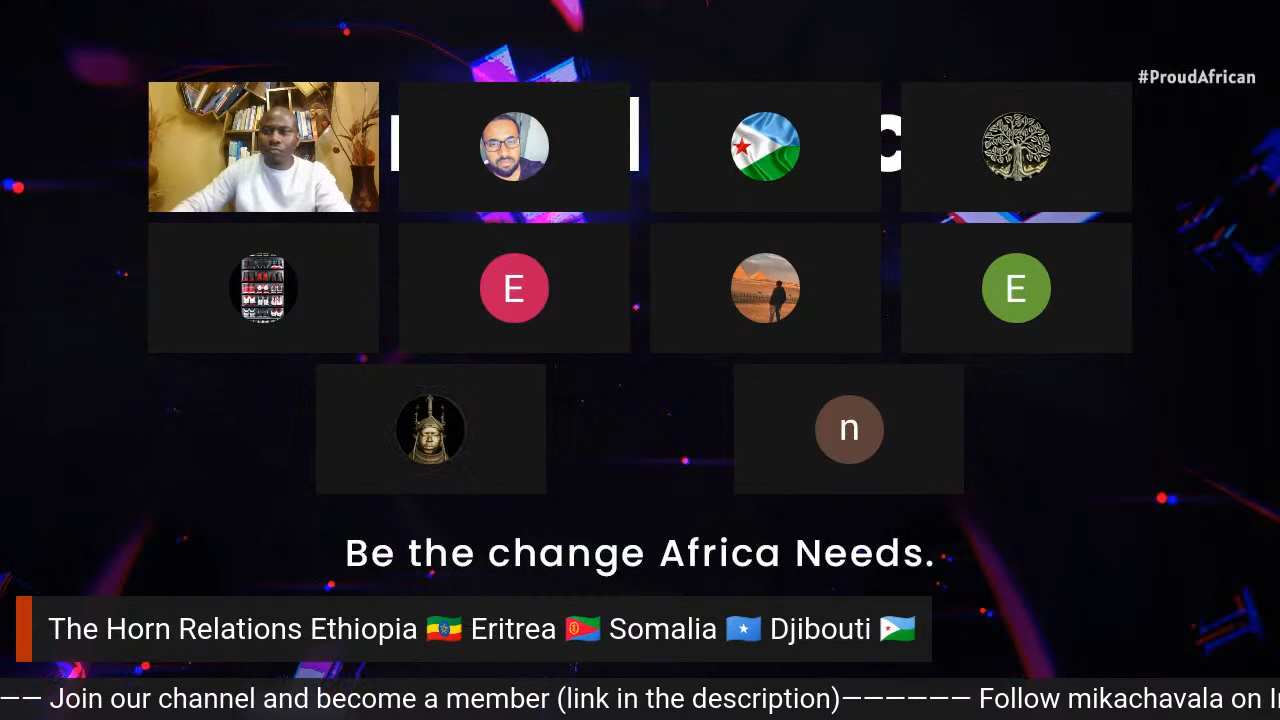 #ProudAfrican
E
E
n
Be the change Africa Needs.
The Horn Relations Ethiopia 🇪🇹 Eritrea 🇪🇷 Somalia 🇸🇴 Djibouti 🇩🇯
—— Join our channel and become a member (link in the description)—————— Follow mikachavala on